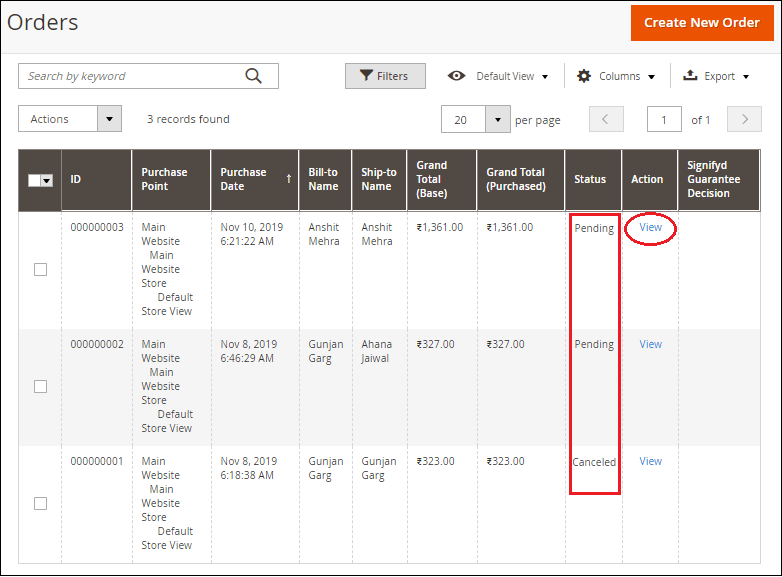 Orders
Create New Order
Search by keyword
Filters
Default View
Columns
Export
Actions
3 records found
20
per page
1
of 1
ID
Purchase
Point
Purchase
Date
Bill-to
Name
Ship-to
Name
Grand
Total
(Base)
Grand Total
(Purchased)
Status
Action
Signifyd
Guarantee
Decision
000000003
Main
Website
Main
Website
Store
Default
Store View
Nov 10, 2019
6:21:22 AM
Anshit
Mehra
Anshit
Mehra
₹1,361.00
₹1,361.00
Pending
View
000000002
Main
Website
Main
Website
Store
Default
Store View
Nov 8, 2019
6:46:29 AM
Gunjan
Garg
Ahana
Jaiwal
₹327.00
₹327.00
Pending
View
000000001
Main
Website
Main
Website
Store
Default
Store View
Nov 8, 2019
6:18:38 AM
Gunjan
Garg
Gunjan
Garg
₹323.00
₹323.00
Canceled
View